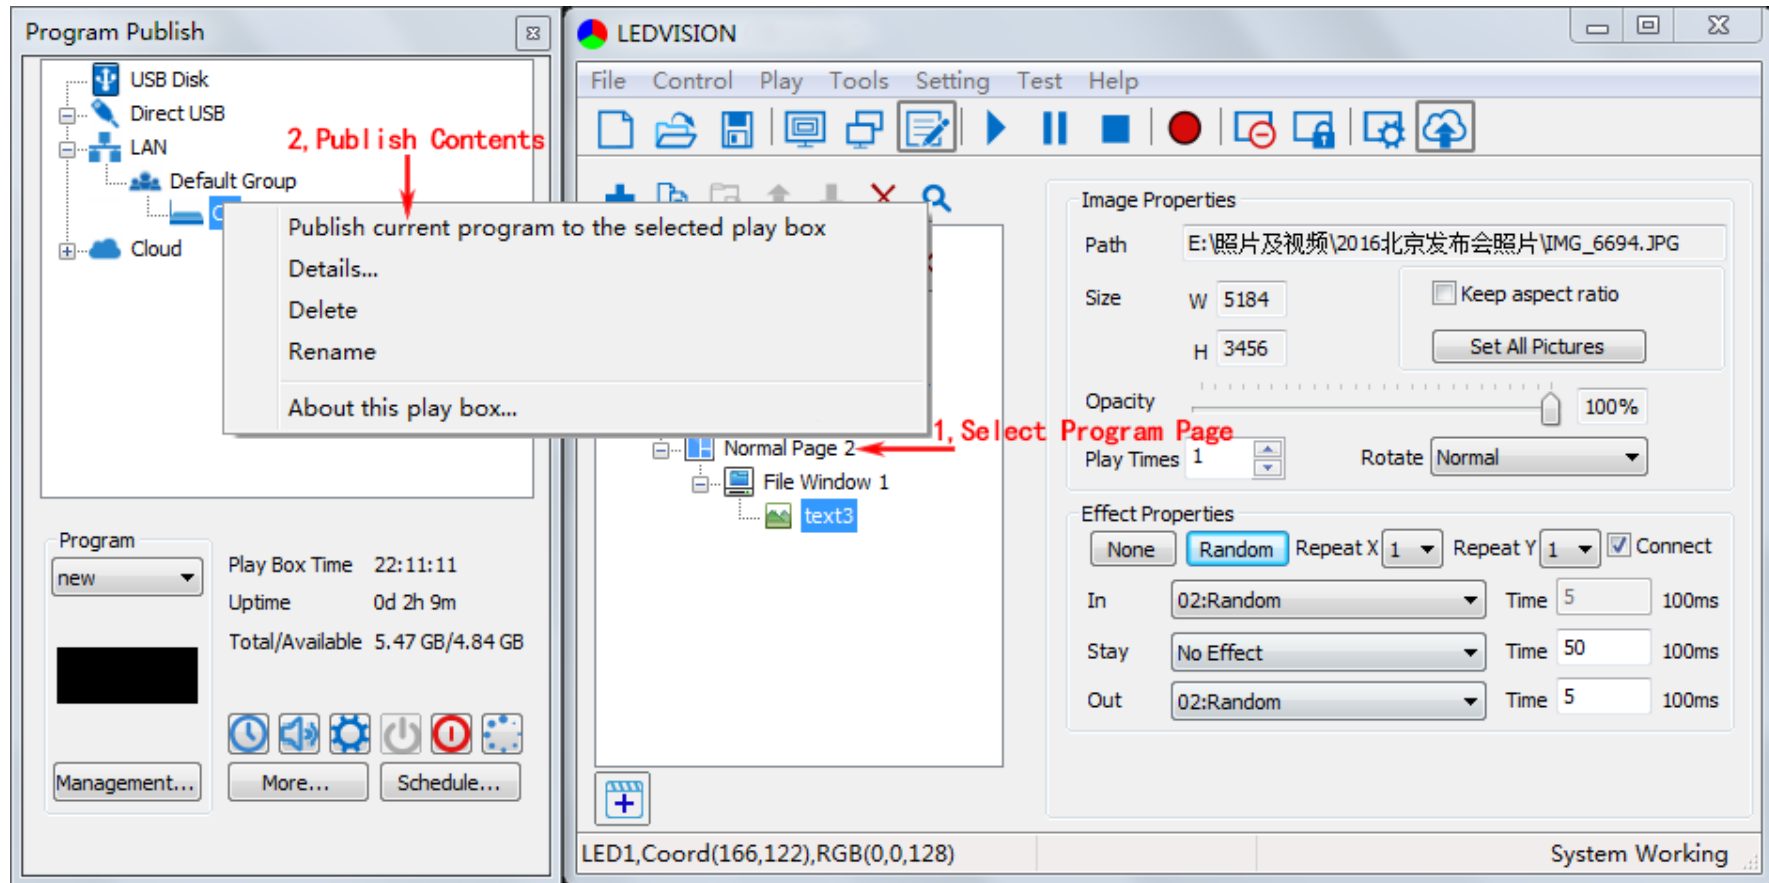 Program Publish
USB Disk
Direct USB
LAN
2,Publish Contents
Default Group
Publish current program to the selected play box
Details...
Delete
Rename
About this play box...
Cloud
Program
new
Play Box Time 22:11:11
Uptime 0d 2h 9m
Total/Available 5.47 GB/4.84 GB
Management...
More...
Schedule...
LEDVISION
File Control Play Tools Setting Test Help
1,Select Program Page
Normal Page 2
File Window 1
text3
Image Properties
Path E:\照片及视频\2016北京发布会照片\IMG_6694.JPG
Size W 5184
Keep aspect ratio
H 3456
Set All Pictures
Opacity 100%
Play Times 1 Rotate Normal
Effect Properties
None Random Repeat X 1 Repeat Y 1 Connect
In 02:Random Time 5 100ms
Stay No Effect Time 50 100ms
Out 02:Random Time 5 100ms
LED1,Coord(166,122),RGB(0,0,128)
System Working